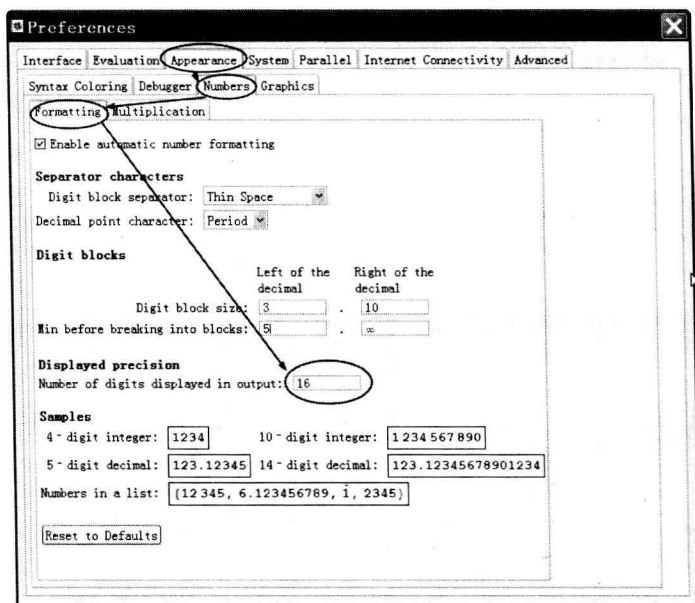 Preferences
Interface Evaluation Appearance System Parallel Internet Connectivity Advanced
Syntax Coloring Debugger Numbers Graphics
Formatting Multiplication
Enable automatic number formatting
Separator characters
Digit block separator: Thin Space
Decimal point character: Period
Digit blocks
Left of the decimal Right of the decimal
Digit block size: 3 . 10
Min before breaking into blocks: 5 . ∞
Displayed precision
Number of digits displayed in output: 16
Samples
4-digit integer: 1234 10-digit integer: 1 234 567 890
5-digit decimal: 123.12345 14-digit decimal: 123.12345678901234
Numbers in a list: {12 345, 6.123456789, i, 2345}
Reset to Defaults